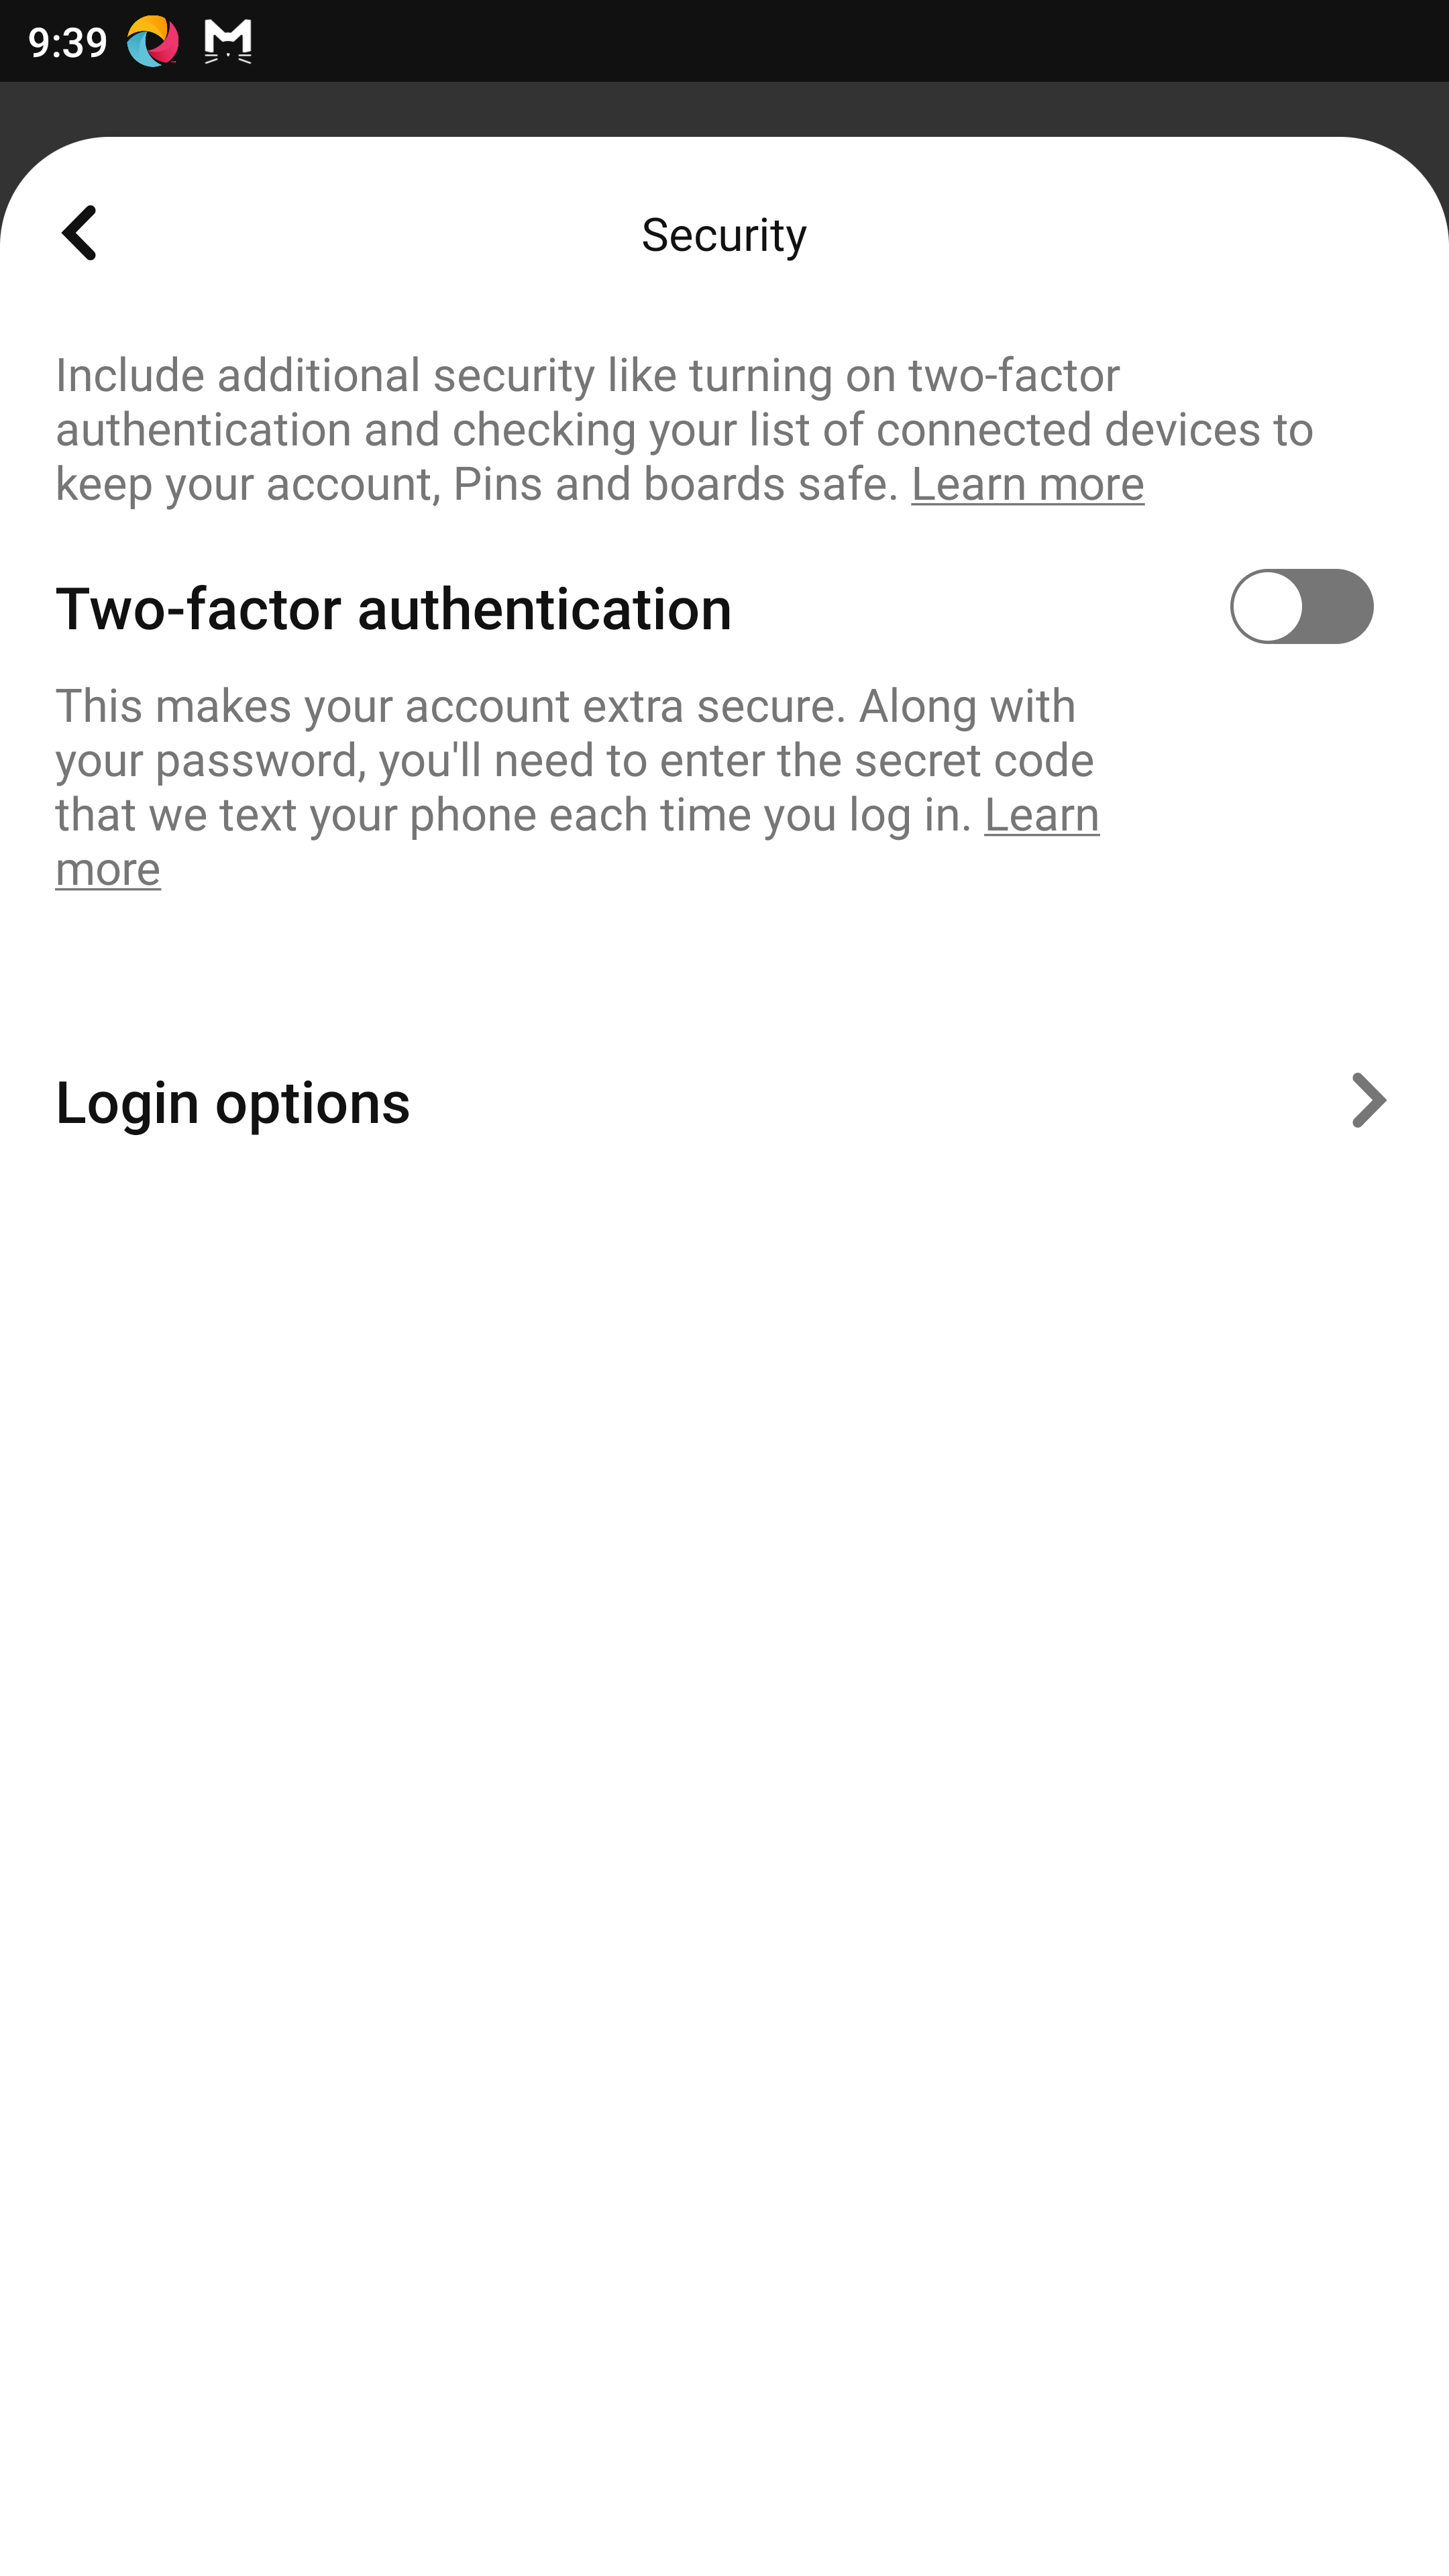 9:39
Security
Include additional security like turning on two-factor
authentication and checking your list of connected devices to
keep your account, Pins and boards safe. Learn more
Two-factor authentication
This makes your account extra secure. Along with
your password, you'll need to enter the secret code
that we text your phone each time you log in. Learn
more
Login options